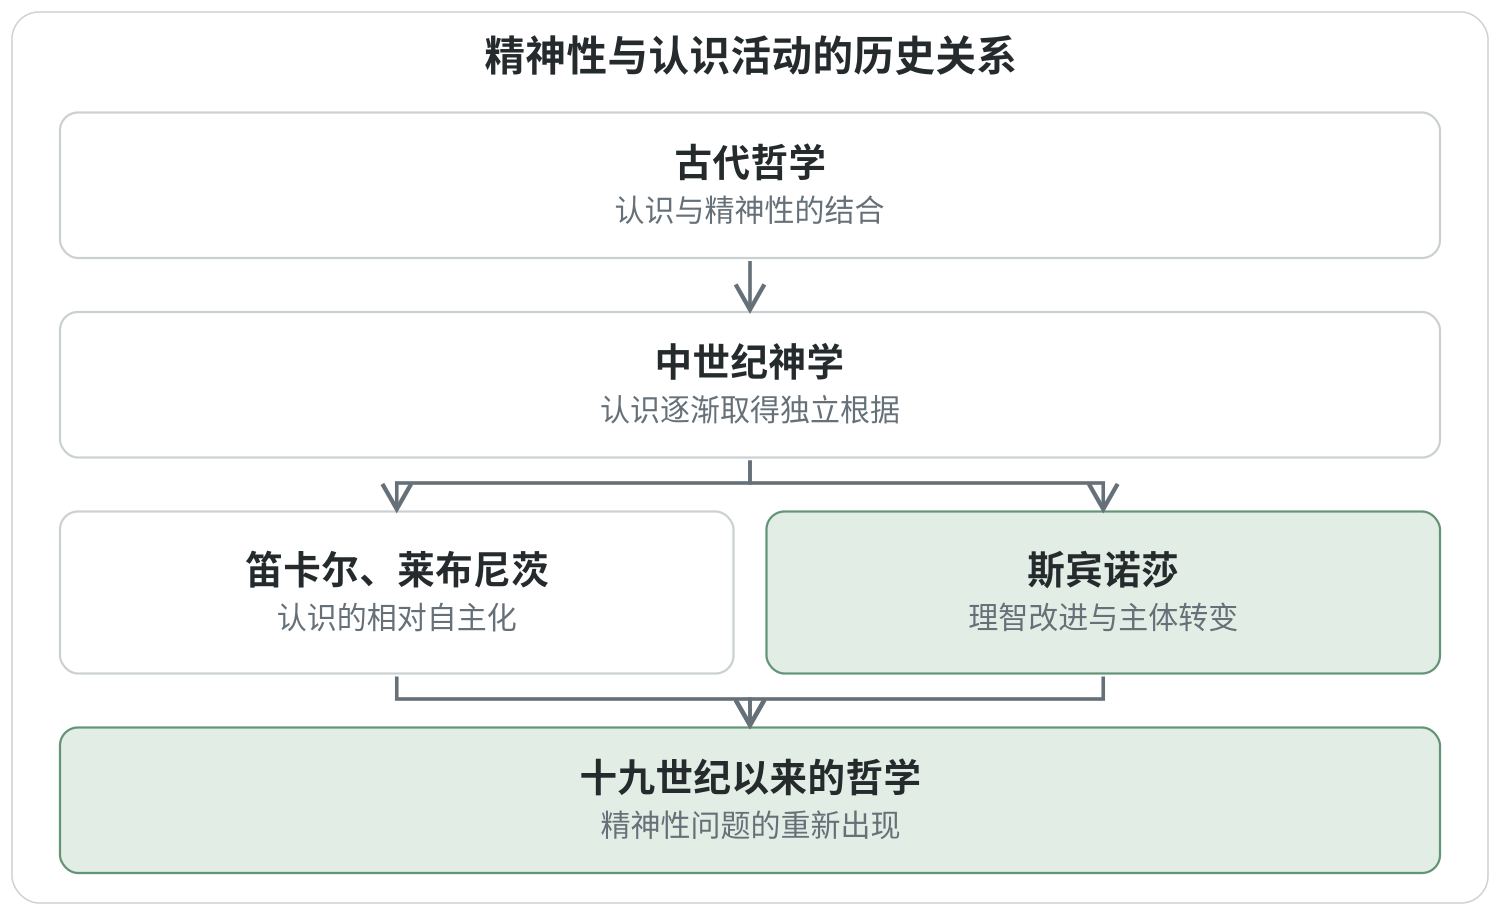 精神性与认识活动的历史关系
古代哲学
认识与精神性的结合
中世纪神学
认识逐渐取得独立根据
笛卡尔、莱布尼茨
认识的相对自主化
斯宾诺莎
理智改进与主体转变
十九世纪以来的哲学
精神性问题的重新出现